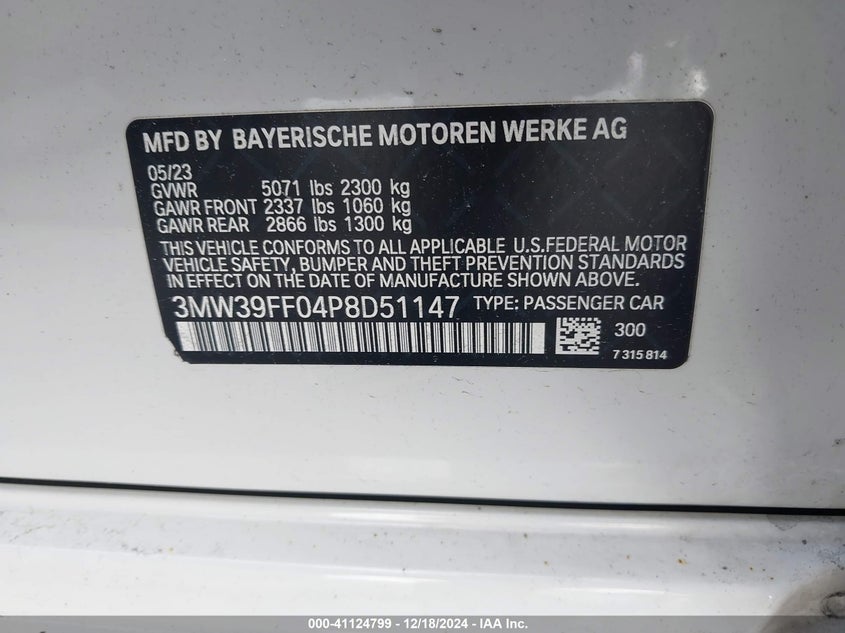 MFD BY BAYERISCHE MOTOREN WERKE AG
05/23
GVWR 5071 lbs 2300 kg
GAWR FRONT 2337 lbs 1060 kg
GAWR REAR 2866 lbs 1300 kg
THIS VEHICLE CONFORMS TO ALL APPLICABLE U.S.FEDERAL MOTOR
VEHICLE SAFETY, BUMPER AND THEFT PREVENTION STANDARDS
IN EFFECT ON THE DATE OF MANUFACTURE SHOWN ABOVE.
3MW39FF04P8D51147 TYPE: PASSENGER CAR
300
7 315 814
000-41124799 - 12/18/2024 - IAA Inc.